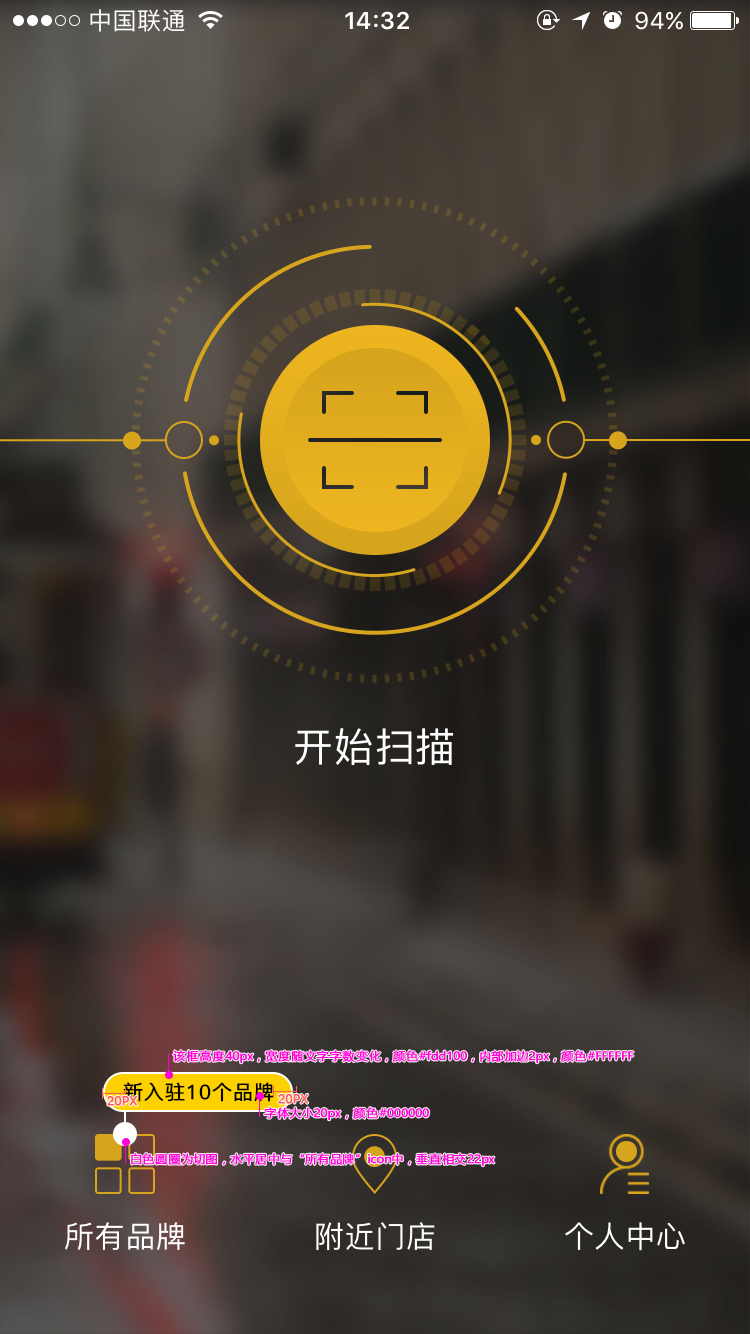 中国联通 14:32 94%
开始扫描
该框高度40px，宽度随文字字数变化，颜色#fdd100，内部加边2px，颜色#FFFFFF
新入驻10个品牌
20PX 20PX
字体大小20px，颜色#000000
白色圆圈为切图，水平居中与“所有品牌”icon中，垂直相交22px
所有品牌 附近门店 个人中心